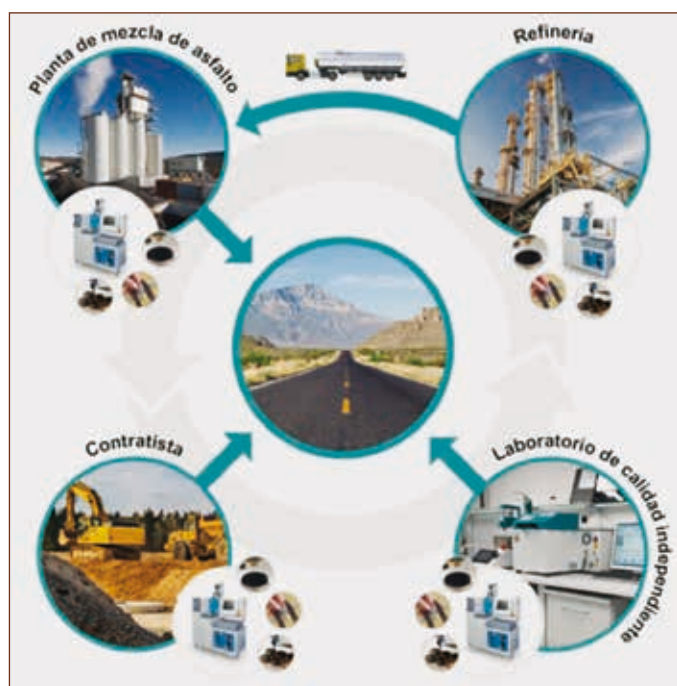 Planta de mezcla de asfalto
Refinería
Contratista
Laboratorio de calidad independiente